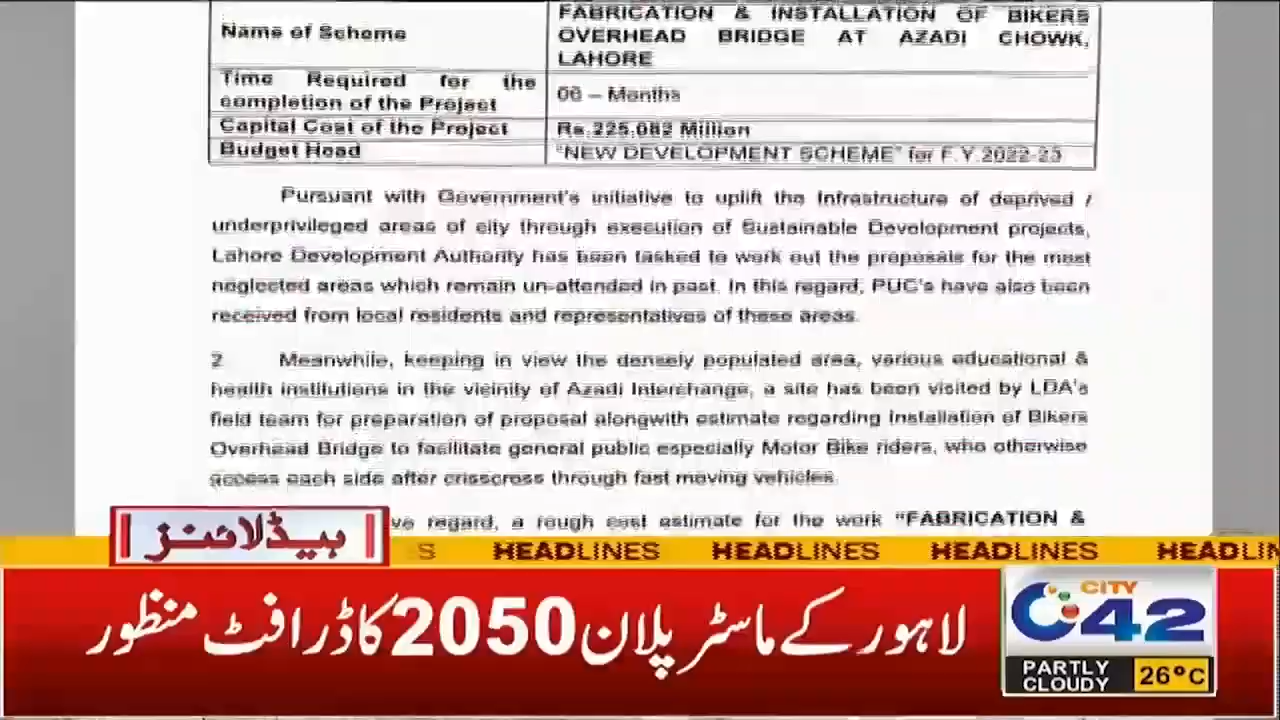 Name of Scheme
FABRICATION & INSTALLATION OF BIKERS
OVERHEAD BRIDGE AT AZADI CHOWK,
LAHORE
Time Required for the
completion of the Project
06 – Months
Capital Cost of the Project
Rs.225.082 Million
Budget Head
"NEW DEVELOPMENT SCHEME" for F.Y.2022-23
Pursuant with Government's initiative to uplift the Infrastructure of deprived /
underprivileged areas of city through execution of Sustainable Development projects,
Lahore Development Authority has been tasked to work out the proposals for the most
neglected areas which remain un-attended in past. In this regard, PUC's have also been
received from local residents and representatives of these areas.
2 Meanwhile, keeping in view the densely populated area, various educational &
health institutions in the vicinity of Azadi Interchange, a site has been visited by LDA's
field team for preparation of proposal alongwith estimate regarding installation of Bikers
Overhead Bridge to facilitate general public especially Motor Bike riders, who otherwise
access each side after crisscross through fast moving vehicles.
ve regard, a rough cost estimate for the work "FABRICATION &
ہیڈلائنز
S HEADLINES HEADLINES HEADLINES HEADLIN
لاہور کے ماسٹر پلان 2050 کا ڈرافٹ منظور
CITY
42
PARTLY
CLOUDY
26°C